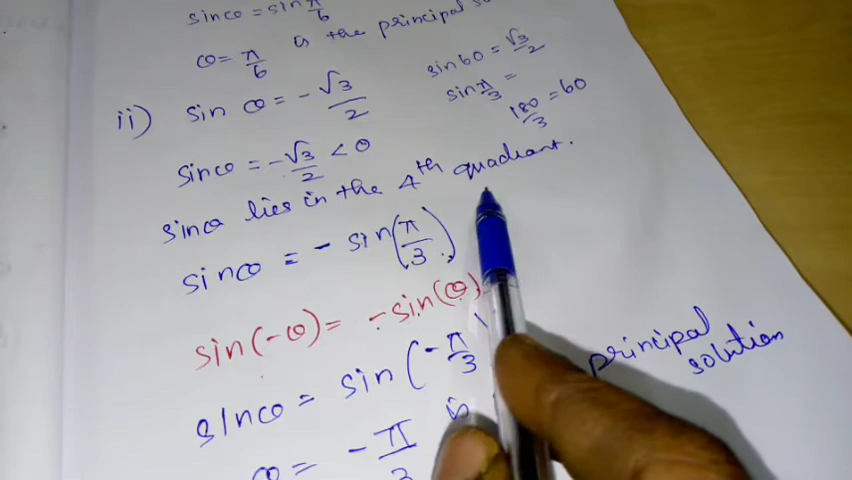 sinθ = sin π/6
θ = π/6 is the principal
ii) sin θ = - √3/2
sin 60 = √3/2
sin π/3 =
180/3 = 60
sinθ = - √3/2 < 0
sinθ lies in the 4th quadrant.
sinθ = - sin(π/3)
sin(-θ) = - sin(θ)
sinθ = sin(-π/3
θ = - π/3 is principal solution